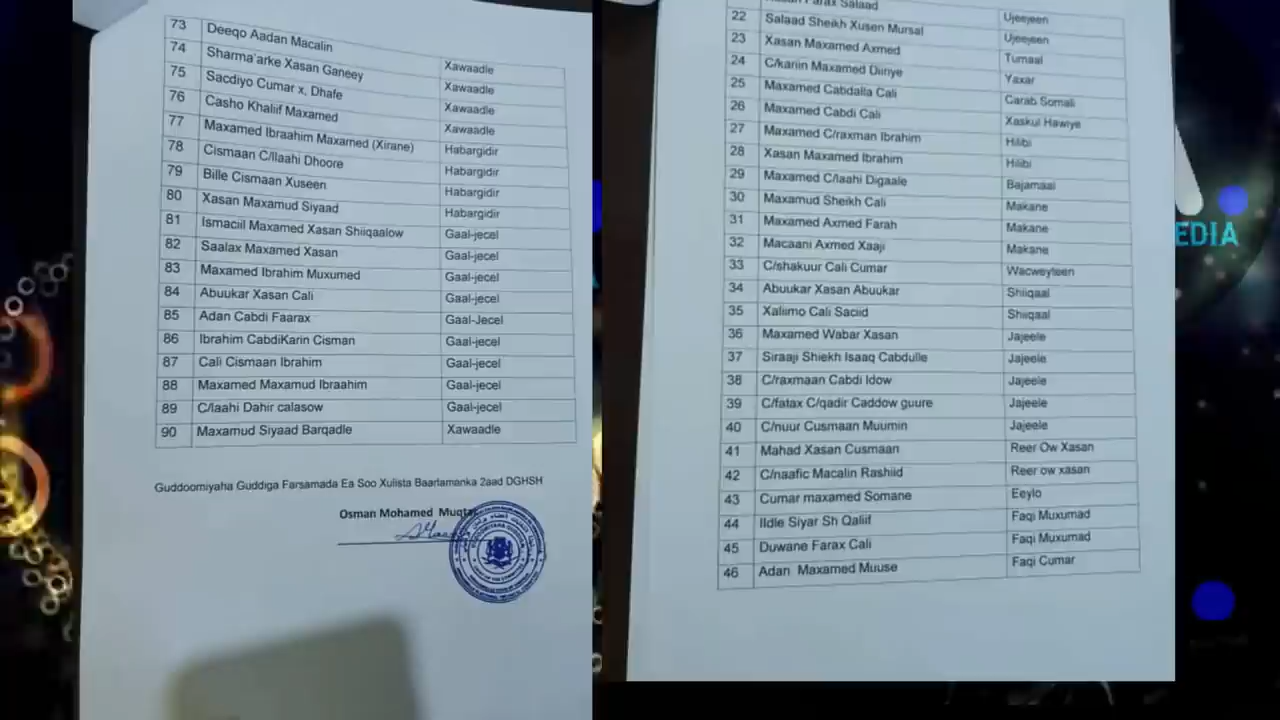 73 Deeqo Aadan Macalin Xawaadle
74 Sharma'arke Xasan Ganeey Xawaadle
75 Sacdiyo Cumar x. Dhafe Xawaadle
76 Casho Khaliif Maxamed Xawaadle
77 Maxamed Ibraahim Maxamed (Xirane) Habargidir
78 Cismaan C/llaahi Dhoore Habargidir
79 Bille Cismaan Xuseen Habargidir
80 Xasan Maxamud Siyaad Habargidir
81 Ismaciil Maxamed Xasan Shiiqaalow Gaal-jecel
82 Saalax Maxamed Xasan Gaal-jecel
83 Maxamed Ibrahim Muxumed Gaal-jecel
84 Abuukar Xasan Cali Gaal-jecel
85 Adan Cabdi Faarax Gaal-Jecel
86 Ibrahim CabdiKarin Cisman Gaal-jecel
87 Cali Cismaan Ibrahim Gaal-jecel
88 Maxamed Maxamud Ibraahim Gaal-jecel
89 C/laahi Dahir calasow Gaal-jecel
90 Maxamud Siyaad Barqadle Xawaadle
Guddoomiyaha Guddiga Farsamada Ea Soo Xulista Baarlamanka 2aad DGHSH
Osman Mohamed Muqtar
Farax Salaad Ujeejeen
22 Salaad Sheikh Xusen Mursal Ujeejeen
23 Xasan Maxamed Axmed Tumaal
24 C/kariin Maxamed Diiriye Yaxar
25 Maxamed Cabdalla Cali Carab Somali
26 Maxamed Cabdi Cali Xaskul Hawiye
27 Maxamed C/raxman Ibrahim Hilibi
28 Xasan Maxamed Ibrahim Hilibi
29 Maxamed C/laahi Digaale Bajamaal
30 Maxamud Sheikh Cali Makane
31 Maxamed Axmed Farah Makane
32 Macaani Axmed Xaaji Makane
33 C/shakuur Cali Cumar Wacweyteen
34 Abuukar Xasan Abuukar Shiiqaal
35 Xaliimo Cali Saciid Shiiqaal
36 Maxamed Wabar Xasan Jajeele
37 Siraaji Shiekh Isaaq Cabdulle Jajeele
38 C/raxmaan Cabdi Idow Jajeele
39 C/fatax C/qadir Caddow guure Jajeele
40 C/nuur Cusmaan Muumin Jajeele
41 Mahad Xasan Cusmaan Reer Ow Xasan
42 C/naafic Macalin Rashiid Reer ow xasan
43 Cumar maxamed Somane Eeylo
44 Ildle Siyar Sh Qaliif Faqi Muxumad
45 Duwane Farax Cali Faqi Muxumad
46 Adan Maxamed Muuse Faqi Cumar
EDIA